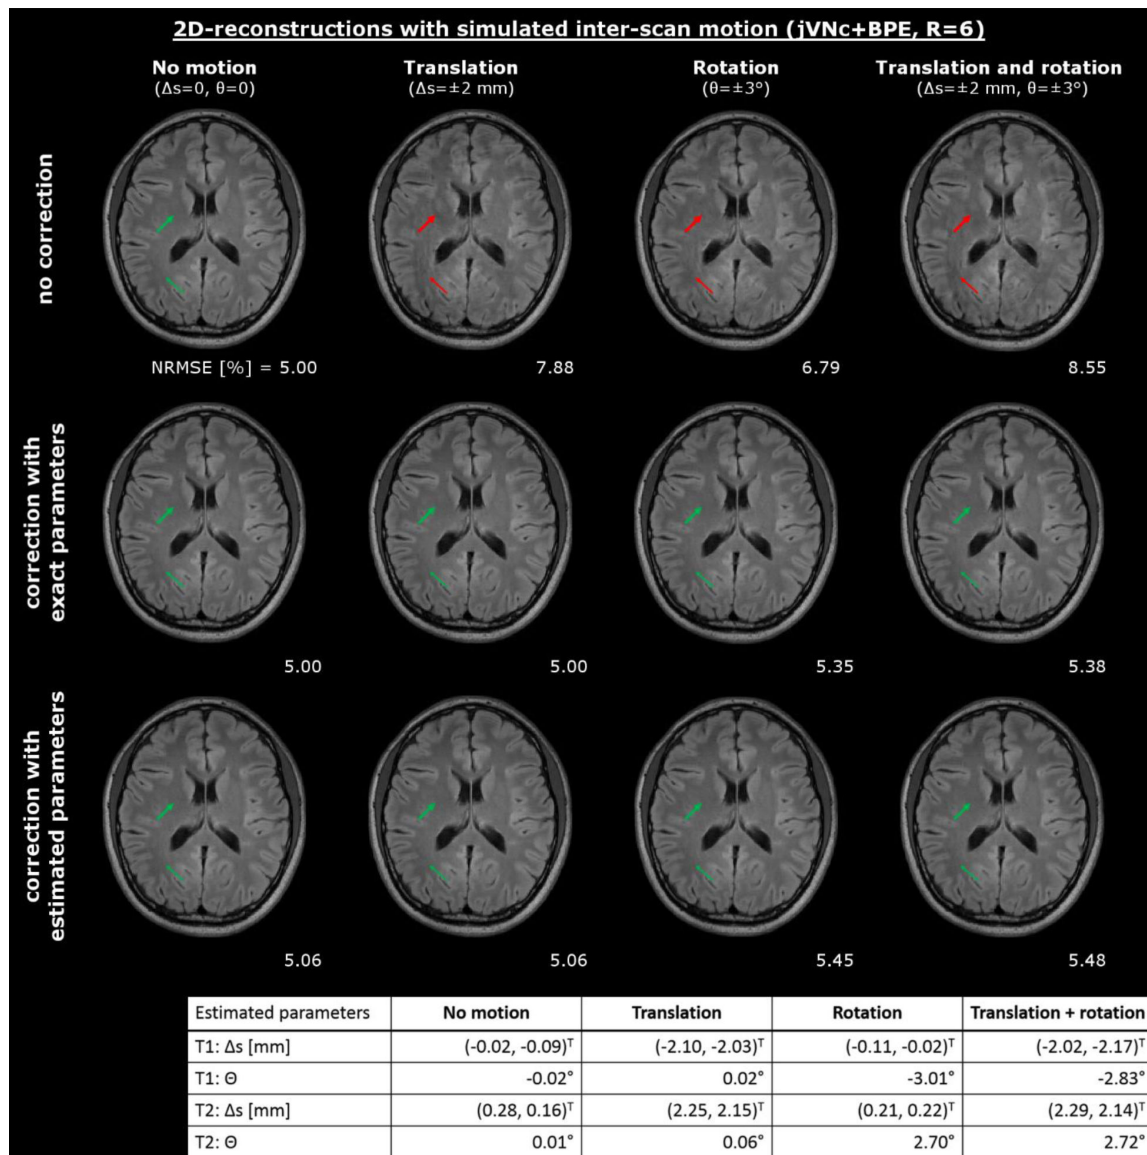 2D-reconstructions with simulated inter-scan motion (jVNc+BPE, R=6)
No motion Translation Rotation Translation and rotation
(Δs=0, θ=0) (Δs=±2 mm) (θ=±3°) (Δs=±2 mm, θ=±3°)
no correction
NRMSE [%] = 5.00 7.88 6.79 8.55
correction with
exact parameters
5.00 5.00 5.35 5.38
correction with
estimated parameters
5.06 5.06 5.45 5.48
Estimated parameters No motion Translation Rotation Translation + rotation
T1: Δs [mm] (-0.02, -0.09)ᵀ (-2.10, -2.03)ᵀ (-0.11, -0.02)ᵀ (-2.02, -2.17)ᵀ
T1: Θ -0.02° 0.02° -3.01° -2.83°
T2: Δs [mm] (0.28, 0.16)ᵀ (2.25, 2.15)ᵀ (0.21, 0.22)ᵀ (2.29, 2.14)ᵀ
T2: Θ 0.01° 0.06° 2.70° 2.72°